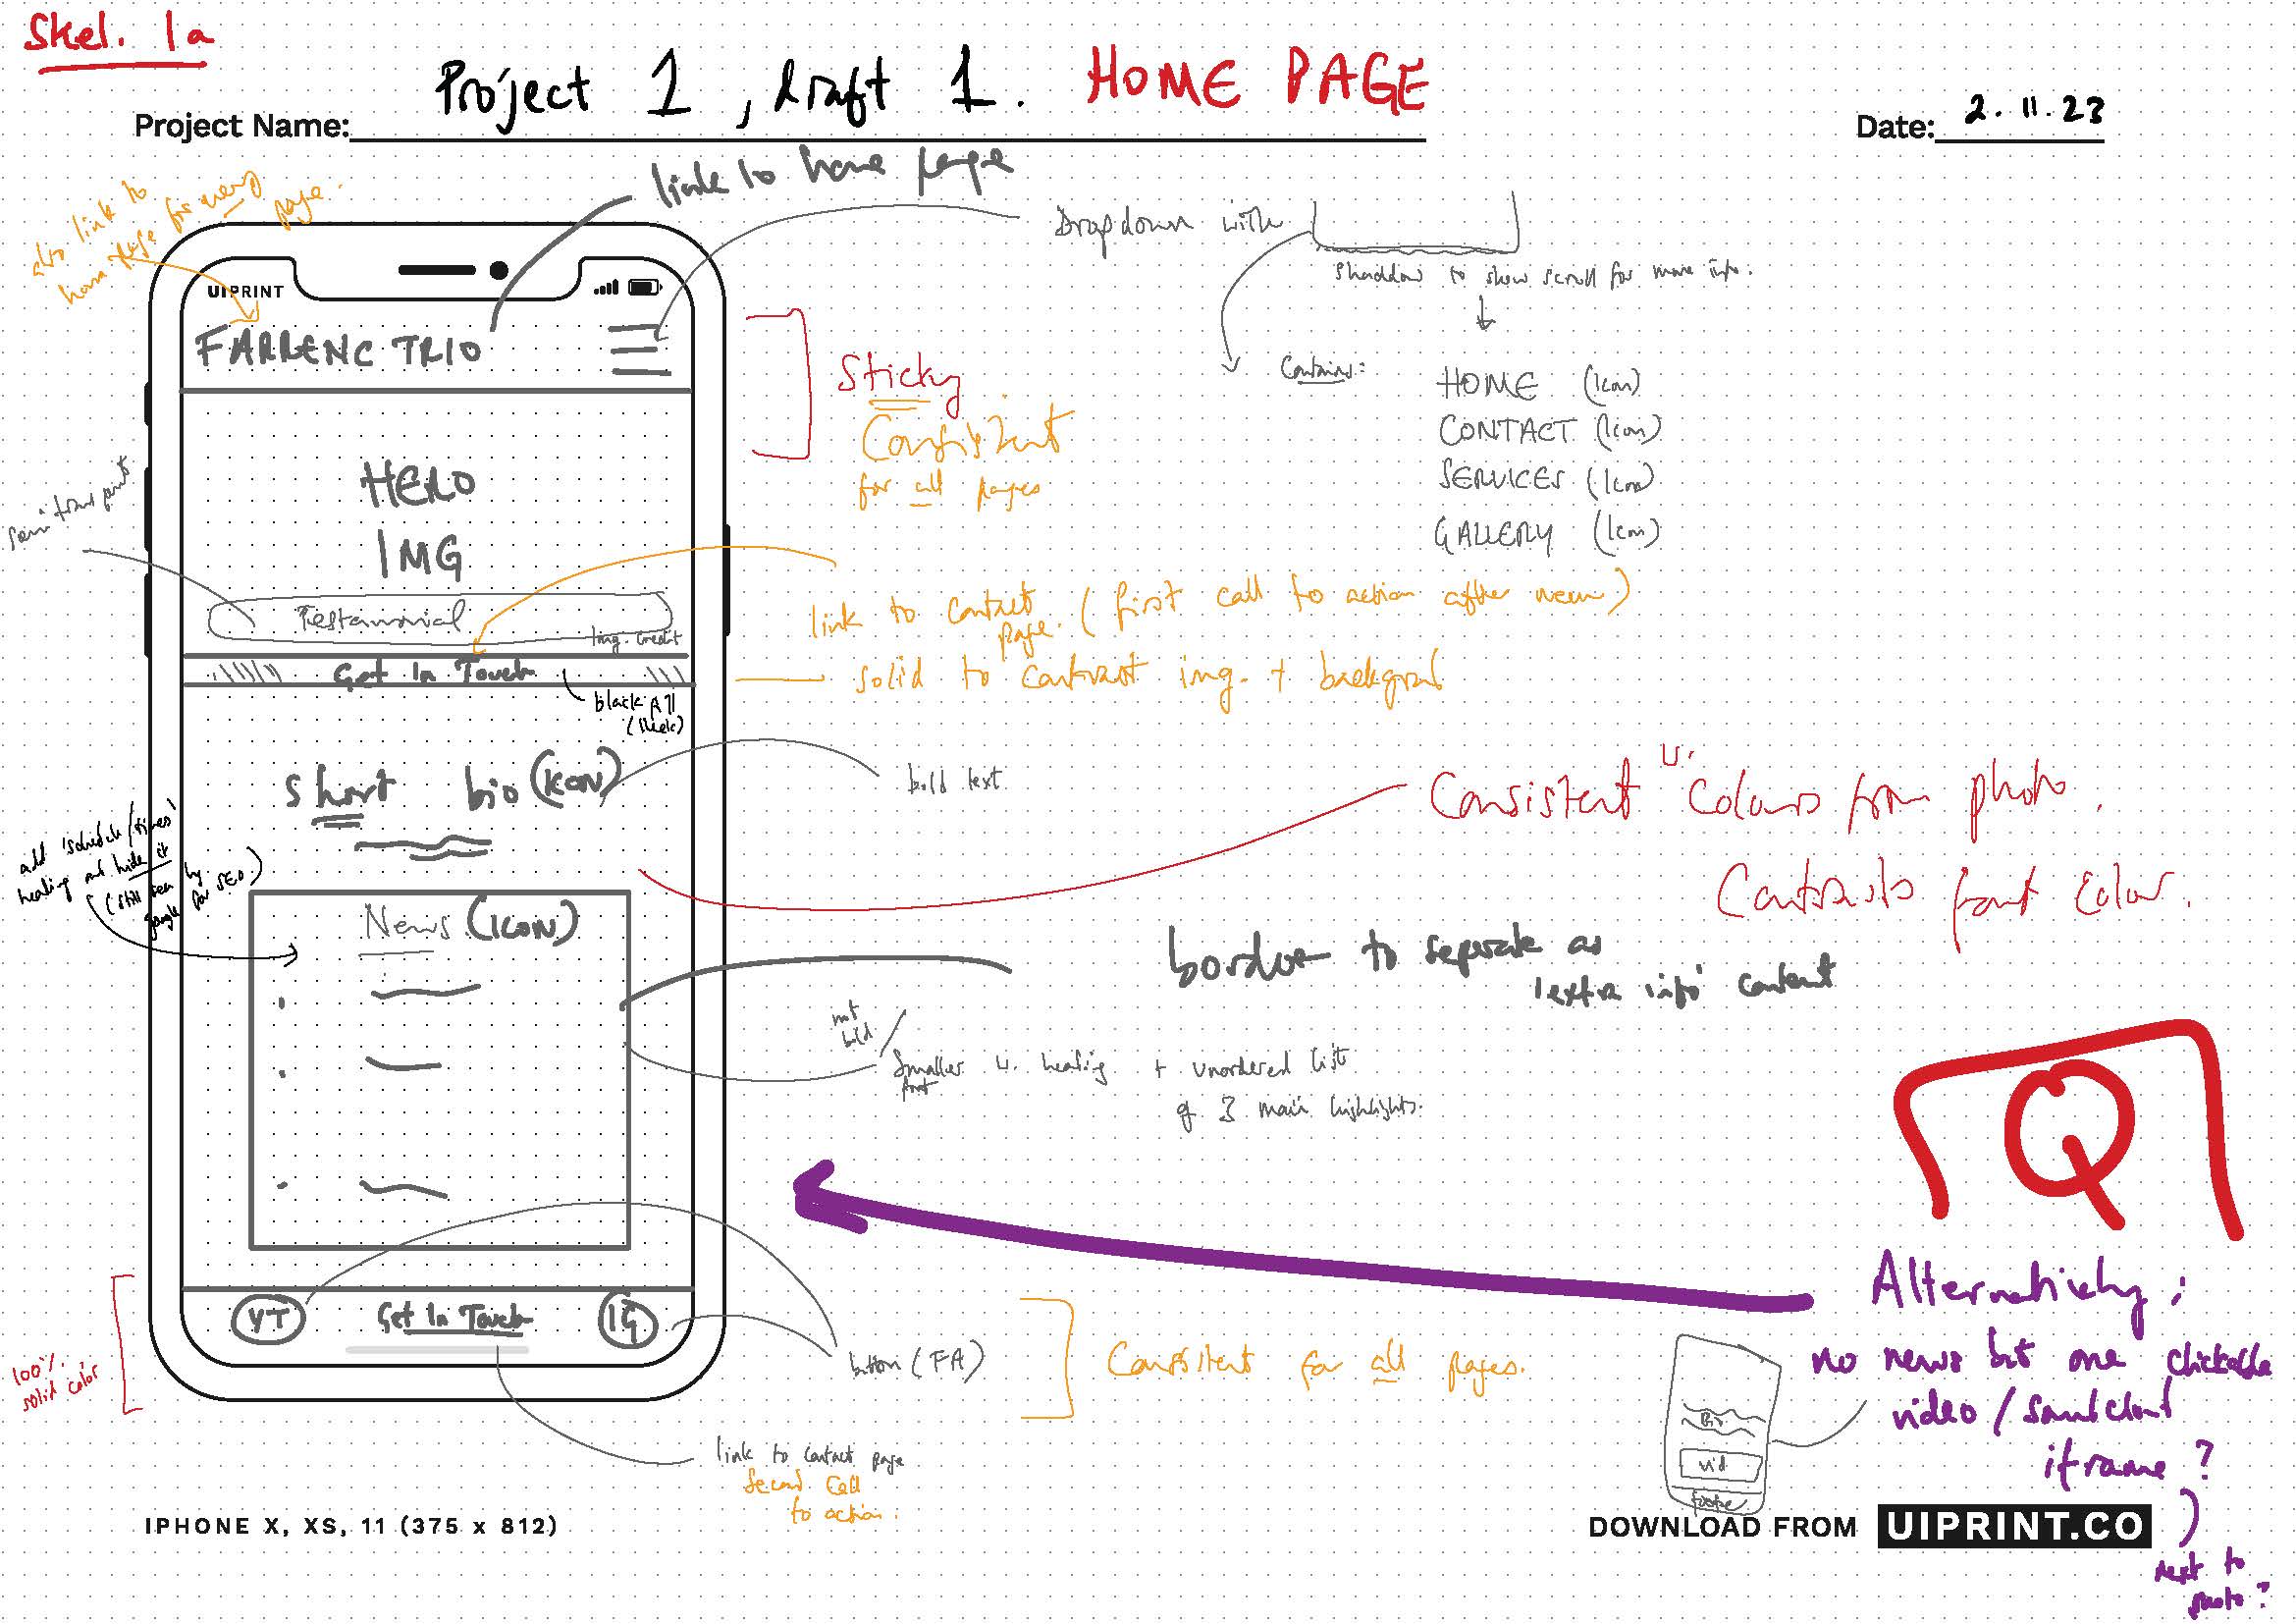 Skel. 1a
Project Name: Project 1, draft 1. HOME PAGE
Date: 2.11.23
also link to
home page for every page.
link to home page
Dropdown with
Shaddow to show scroll for more info.
Contains:
HOME (Icon)
CONTACT (Icon)
SERVICES (Icon)
GALLERY (Icon)
UIPRINT
FARRENC TRIO
Sticky
Consistent
for all pages
HERO
IMG
semi transparent
Testamonial
Img. credit
Get In Touch
link to contact page. (first call to action after menu)
solid to contrast img. + background
black
short bio (ICON)
bold text
Consistent w. Colours from photo.
Contrasts font color.
add 'schedule/times'
heading and hide it
(still seen by
google for SEO)
News (ICON)
border to separate as
'extra info' content
not bold
Smaller font w. heading + unordered list
of 3 main highlights.
Q
Alternatively:
no news but one clickable
video/soundcloud
iframe?
next to
photo?
Bio
vid
footer
100%
solid color
YT
Get In Touch
IG
button (FA)
Consistent for all pages.
link to contact page
Second call
to action.
IPHONE X, XS, 11 (375 x 812)
DOWNLOAD FROM UIPRINT.CO